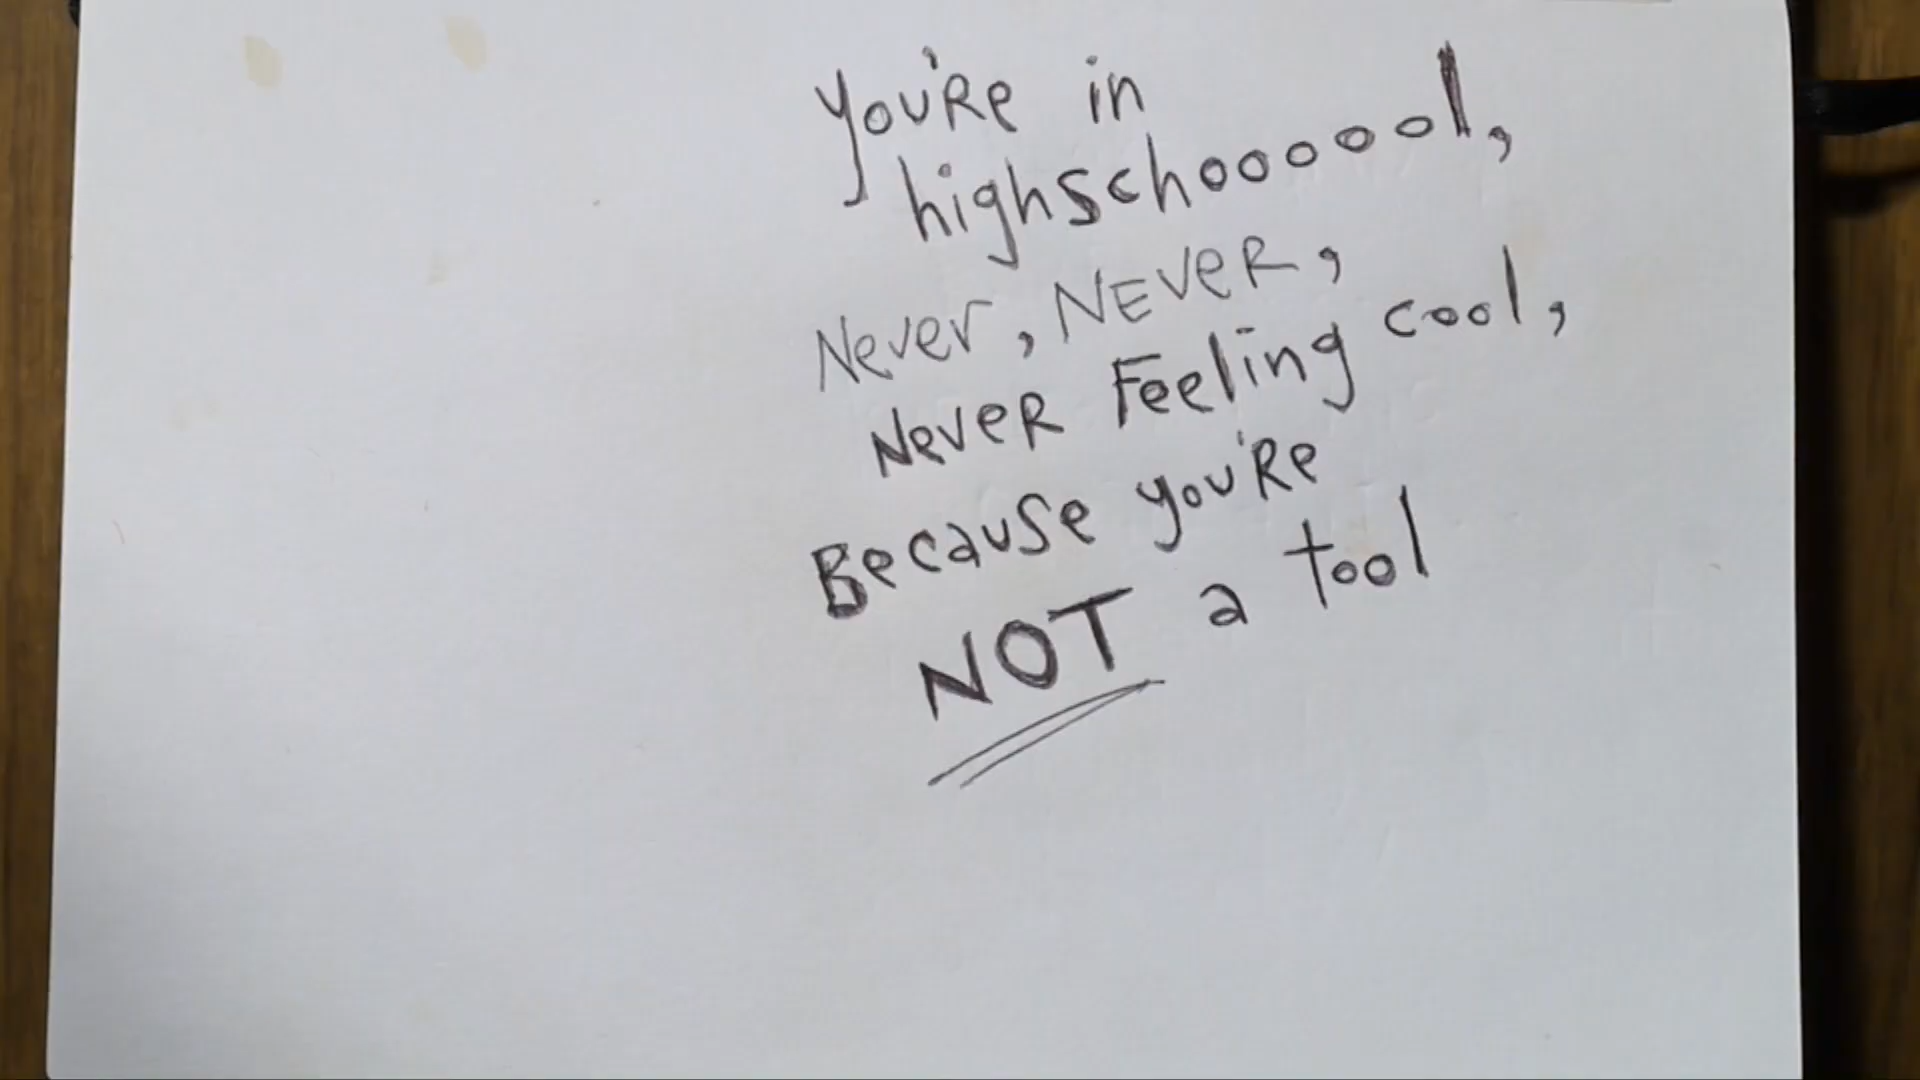 You're in
highschoooool,
Never, NEVER,
Never Feeling cool,
Because you're
NOT a tool